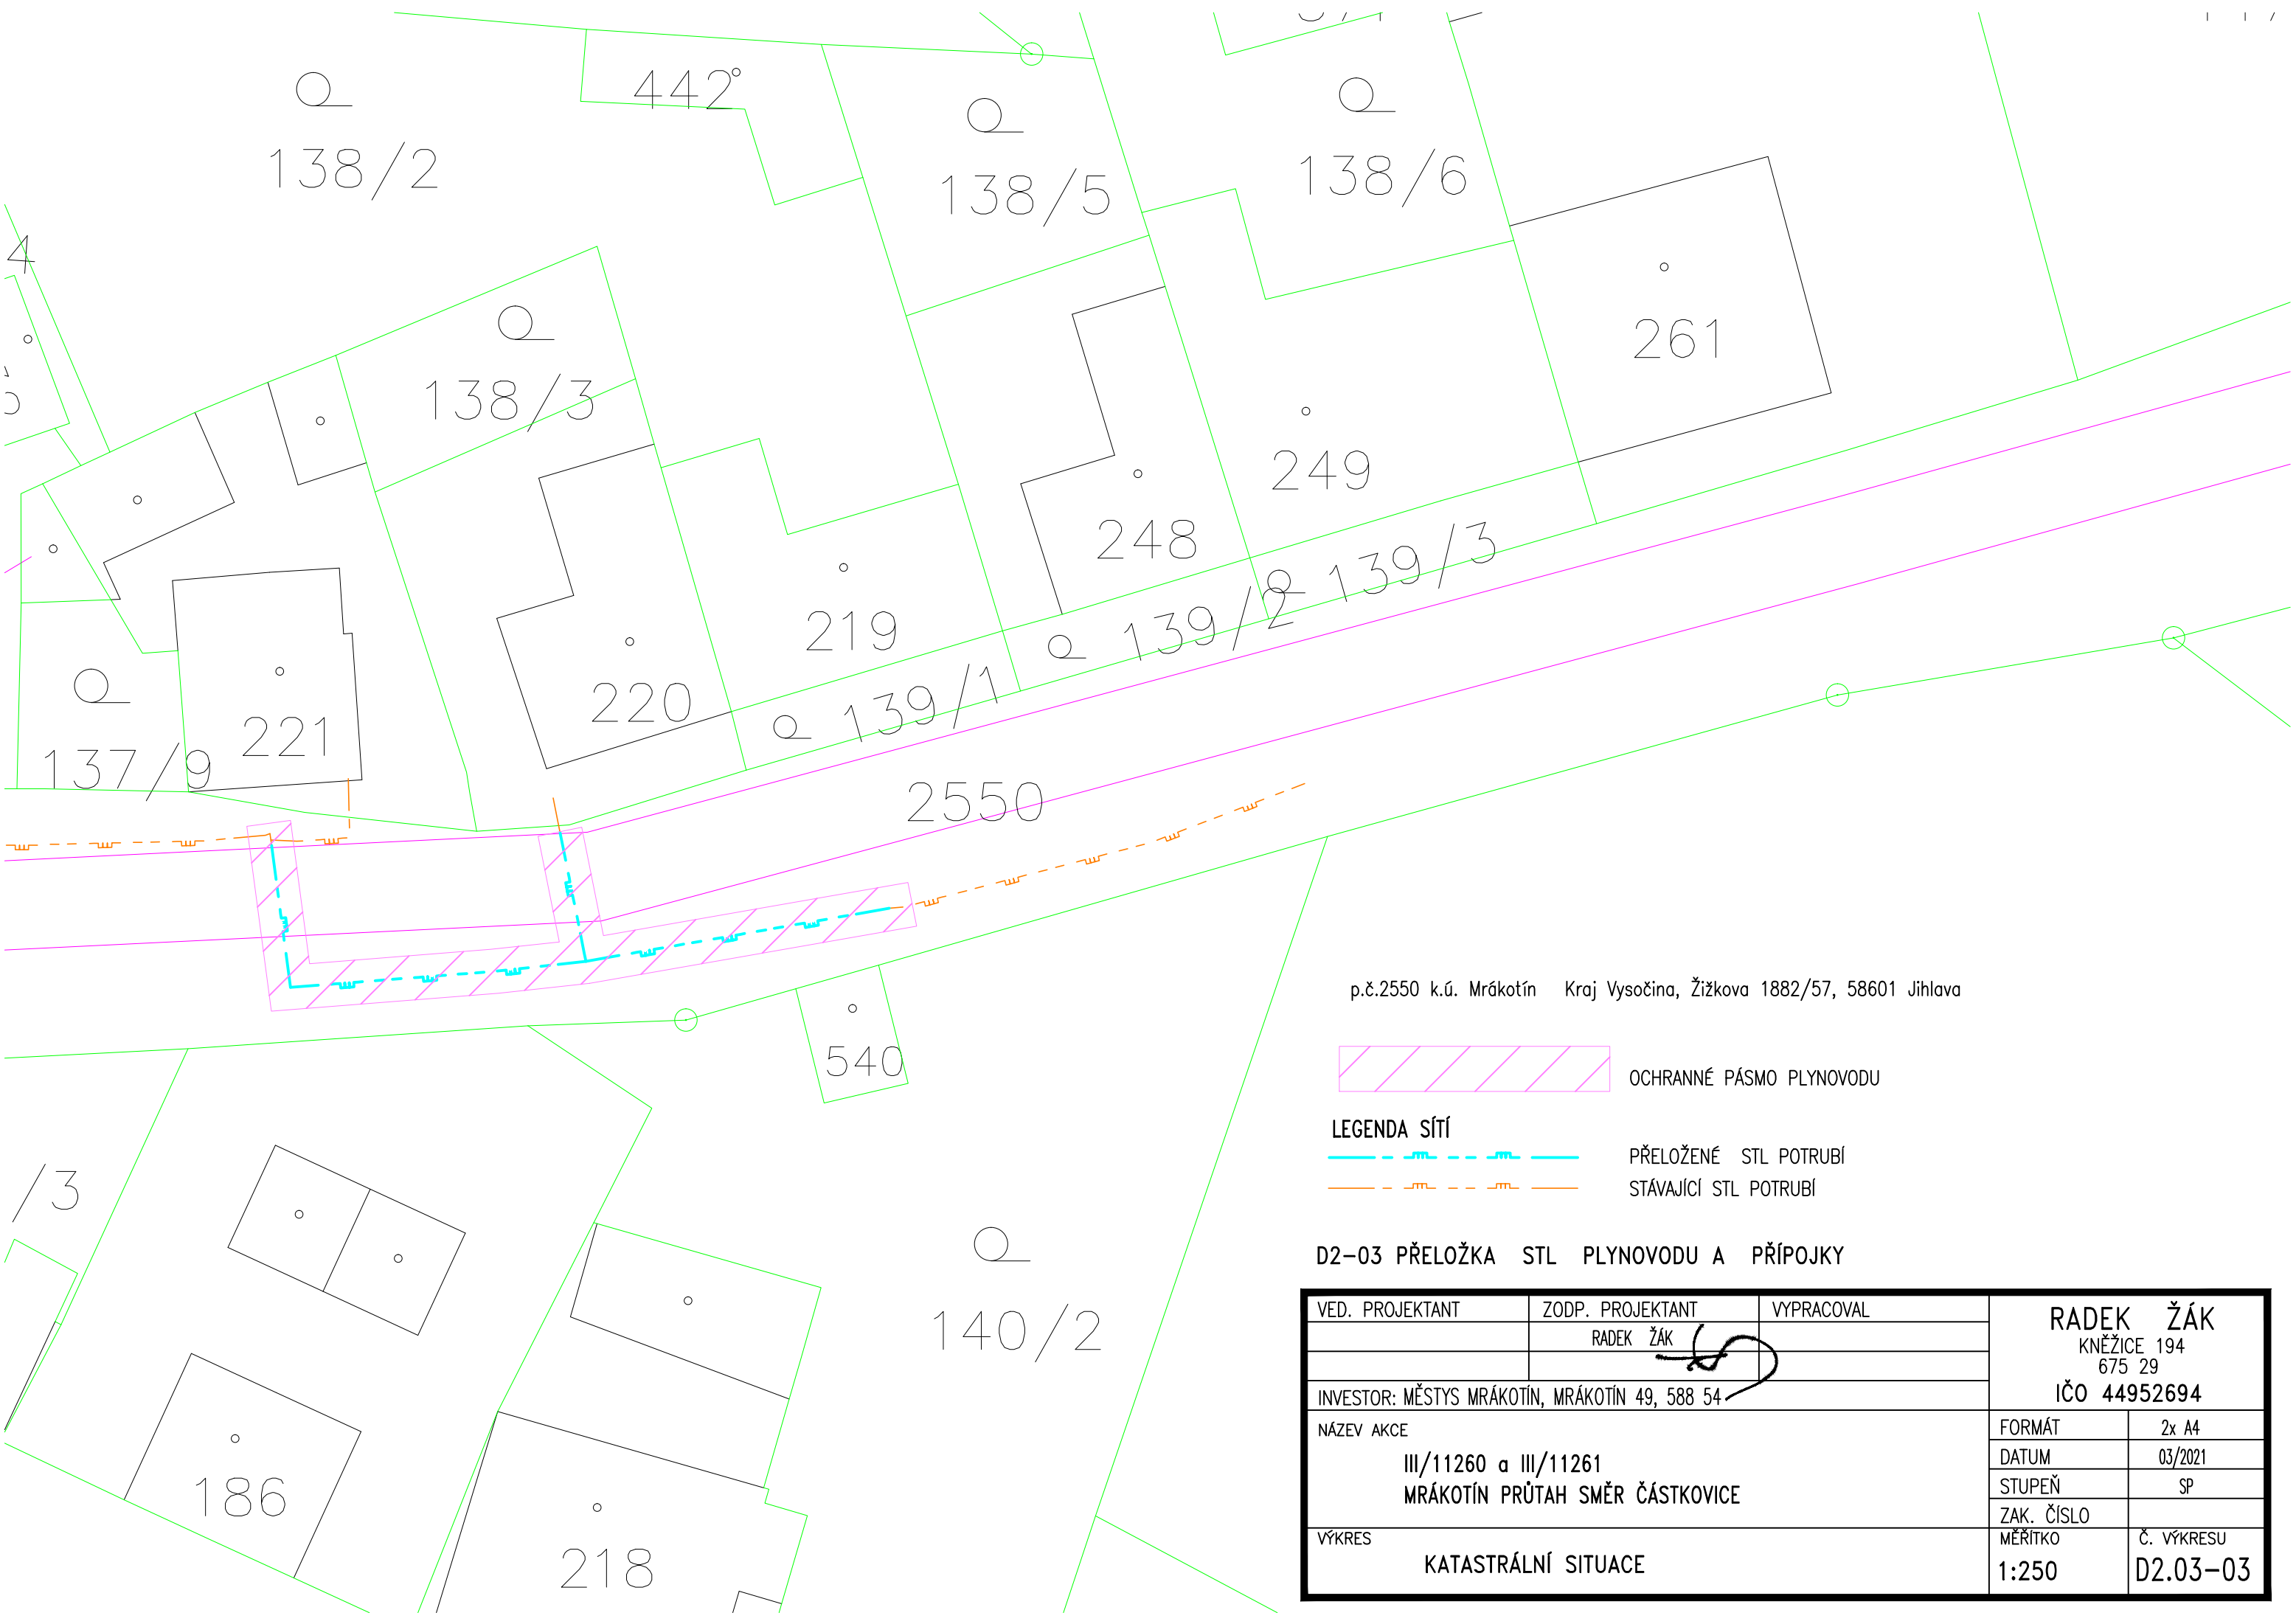 442
138/2
138/5
138/6
4
261
138/3
249
248
139/3
139/2
219
220
139/1
221
137/9
2550
540
p.č.2550 k.ú. Mrákotín Kraj Vysočina, Žižkova 1882/57, 58601 Jihlava
OCHRANNÉ PÁSMO PLYNOVODU
LEGENDA SÍTÍ
PŘELOŽENÉ STL POTRUBÍ
STÁVAJÍCÍ STL POTRUBÍ
/3
140/2
186
218
D2-03 PŘELOŽKA STL PLYNOVODU A PŘÍPOJKY
VED. PROJEKTANT
ZODP. PROJEKTANT
VYPRACOVAL
RADEK ŽÁK
RADEK ŽÁK
KNĚŽICE 194
675 29
IČO 44952694
INVESTOR: MĚSTYS MRÁKOTÍN, MRÁKOTÍN 49, 588 54
NÁZEV AKCE
III/11260 a III/11261
MRÁKOTÍN PRŮTAH SMĚR ČÁSTKOVICE
FORMÁT 2x A4
DATUM 03/2021
STUPEŇ SP
ZAK. ČÍSLO
VÝKRES
KATASTRÁLNÍ SITUACE
MĚŘÍTKO
1:250
Č. VÝKRESU
D2.03-03